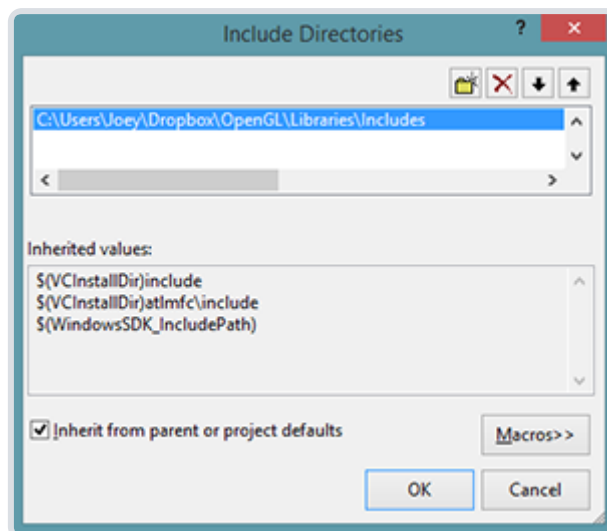 Include Directories
?
C:\Users\Joey\Dropbox\OpenGL\Libraries\Includes
Inherited values:
$(VCInstallDir)include
$(VCInstallDir)atlmfc\include
$(WindowsSDK_IncludePath)
Inherit from parent or project defaults
Macros>>
OK
Cancel